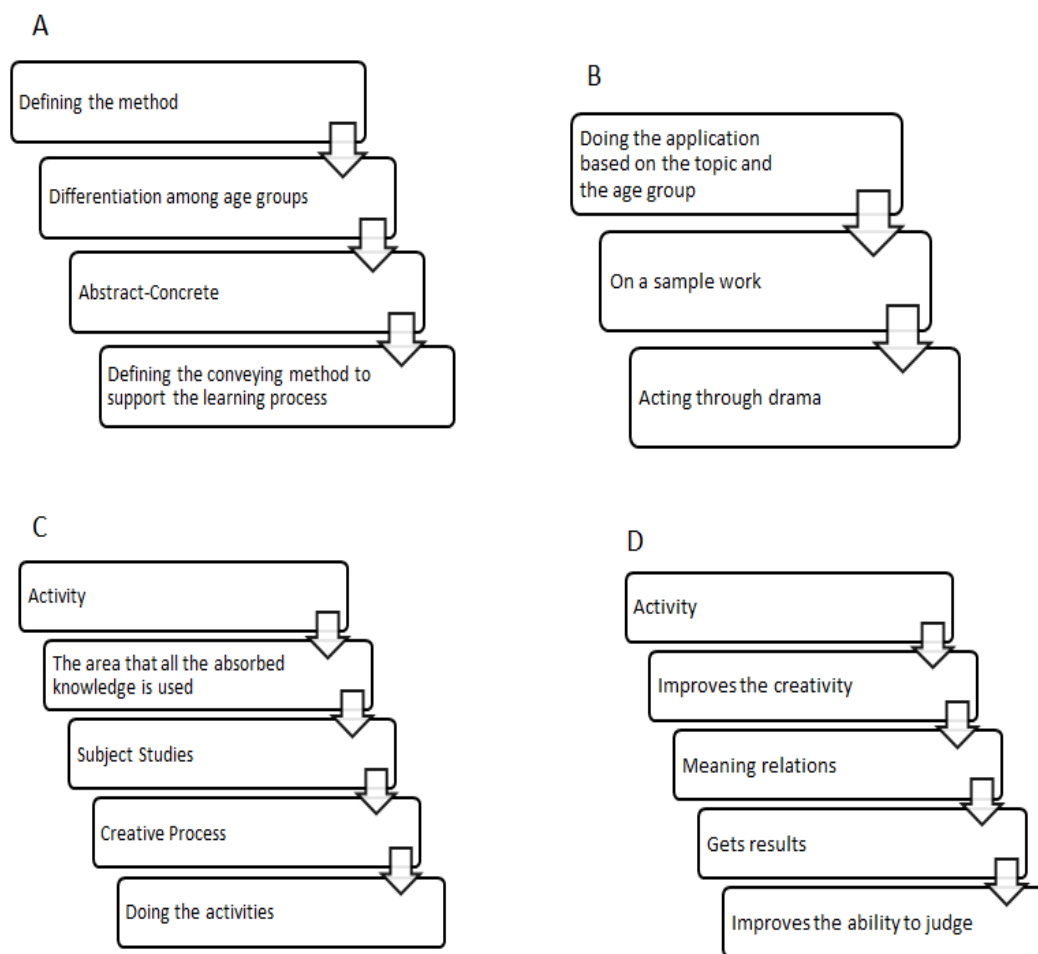 A
Defining the method
Differentiation among age groups
Abstract-Concrete
Defining the conveying method to
support the learning process
B
Doing the application
based on the topic and
the age group
On a sample work
Acting through drama
C
Activity
The area that all the absorbed
knowledge is used
Subject Studies
Creative Process
Doing the activities
D
Activity
Improves the creativity
Meaning relations
Gets results
Improves the ability to judge